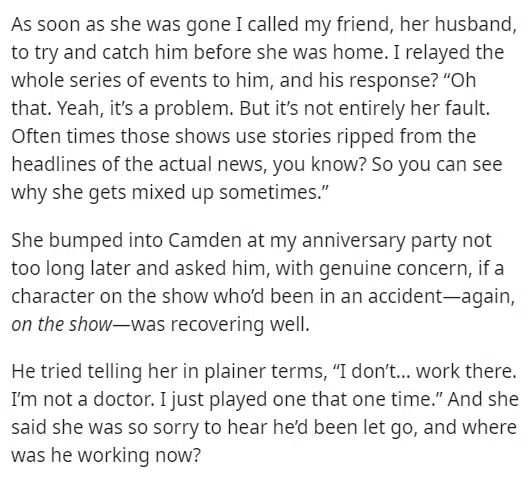 As soon as she was gone I called my friend, her husband,
to try and catch him before she was home. I relayed the
whole series of events to him, and his response? “Oh
that. Yeah, it’s a problem. But it’s not entirely her fault.
Often times those shows use stories ripped from the
headlines of the actual news, you know? So you can see
why she gets mixed up sometimes.”
She bumped into Camden at my anniversary party not
too long later and asked him, with genuine concern, if a
character on the show who’d been in an accident—again,
on the show—was recovering well.
He tried telling her in plainer terms, “I don’t... work there.
I’m not a doctor. I just played one that one time.” And she
said she was so sorry to hear he’d been let go, and where
was he working now?